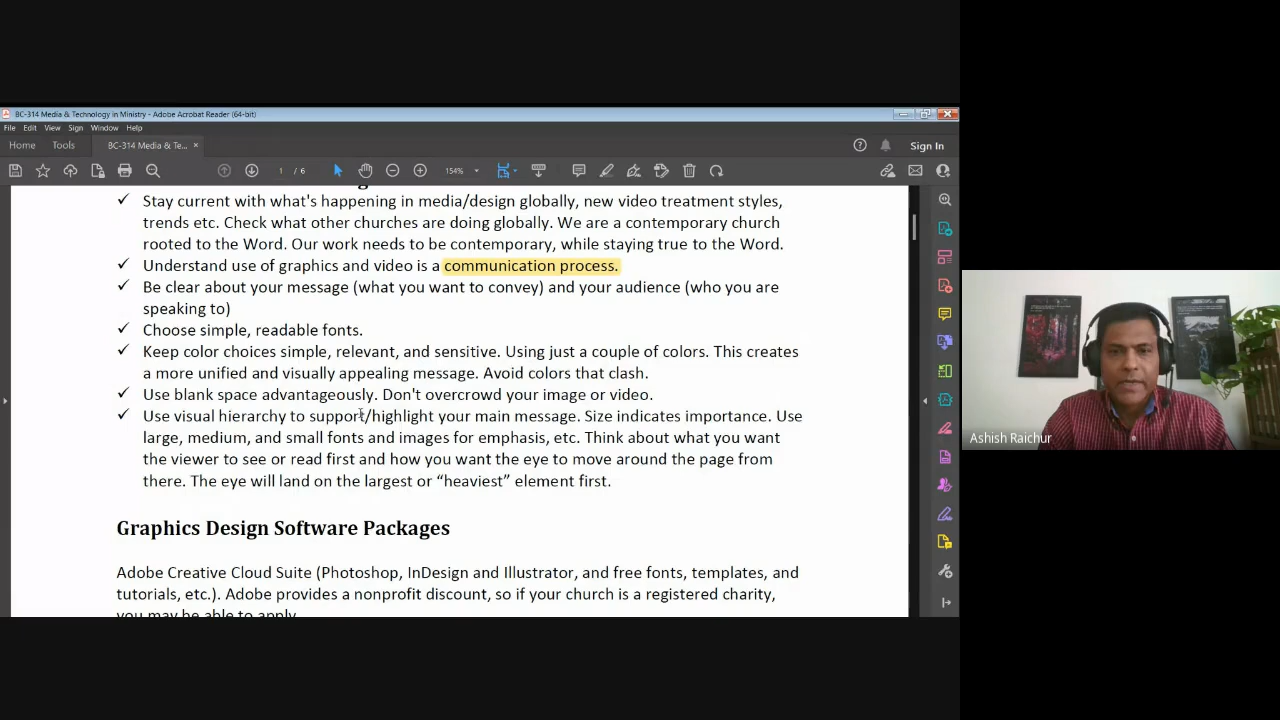 BC-314 Media & Technology in Ministry - Adobe Acrobat Reader (64-bit)
File Edit View Sign Window Help
Home Tools BC-314 Media & Te... × Sign In
1 / 6 154%
✓ Stay current with what's happening in media/design globally, new video treatment styles,
trends etc. Check what other churches are doing globally. We are a contemporary church
rooted to the Word. Our work needs to be contemporary, while staying true to the Word.
✓ Understand use of graphics and video is a communication process.
✓ Be clear about your message (what you want to convey) and your audience (who you are
speaking to)
✓ Choose simple, readable fonts.
✓ Keep color choices simple, relevant, and sensitive. Using just a couple of colors. This creates
a more unified and visually appealing message. Avoid colors that clash.
✓ Use blank space advantageously. Don't overcrowd your image or video.
✓ Use visual hierarchy to support/highlight your main message. Size indicates importance. Use
large, medium, and small fonts and images for emphasis, etc. Think about what you want
the viewer to see or read first and how you want the eye to move around the page from
there. The eye will land on the largest or “heaviest” element first.
Graphics Design Software Packages
Adobe Creative Cloud Suite (Photoshop, InDesign and Illustrator, and free fonts, templates, and
tutorials, etc.). Adobe provides a nonprofit discount, so if your church is a registered charity,
you may be able to apply
Ashish Raichur